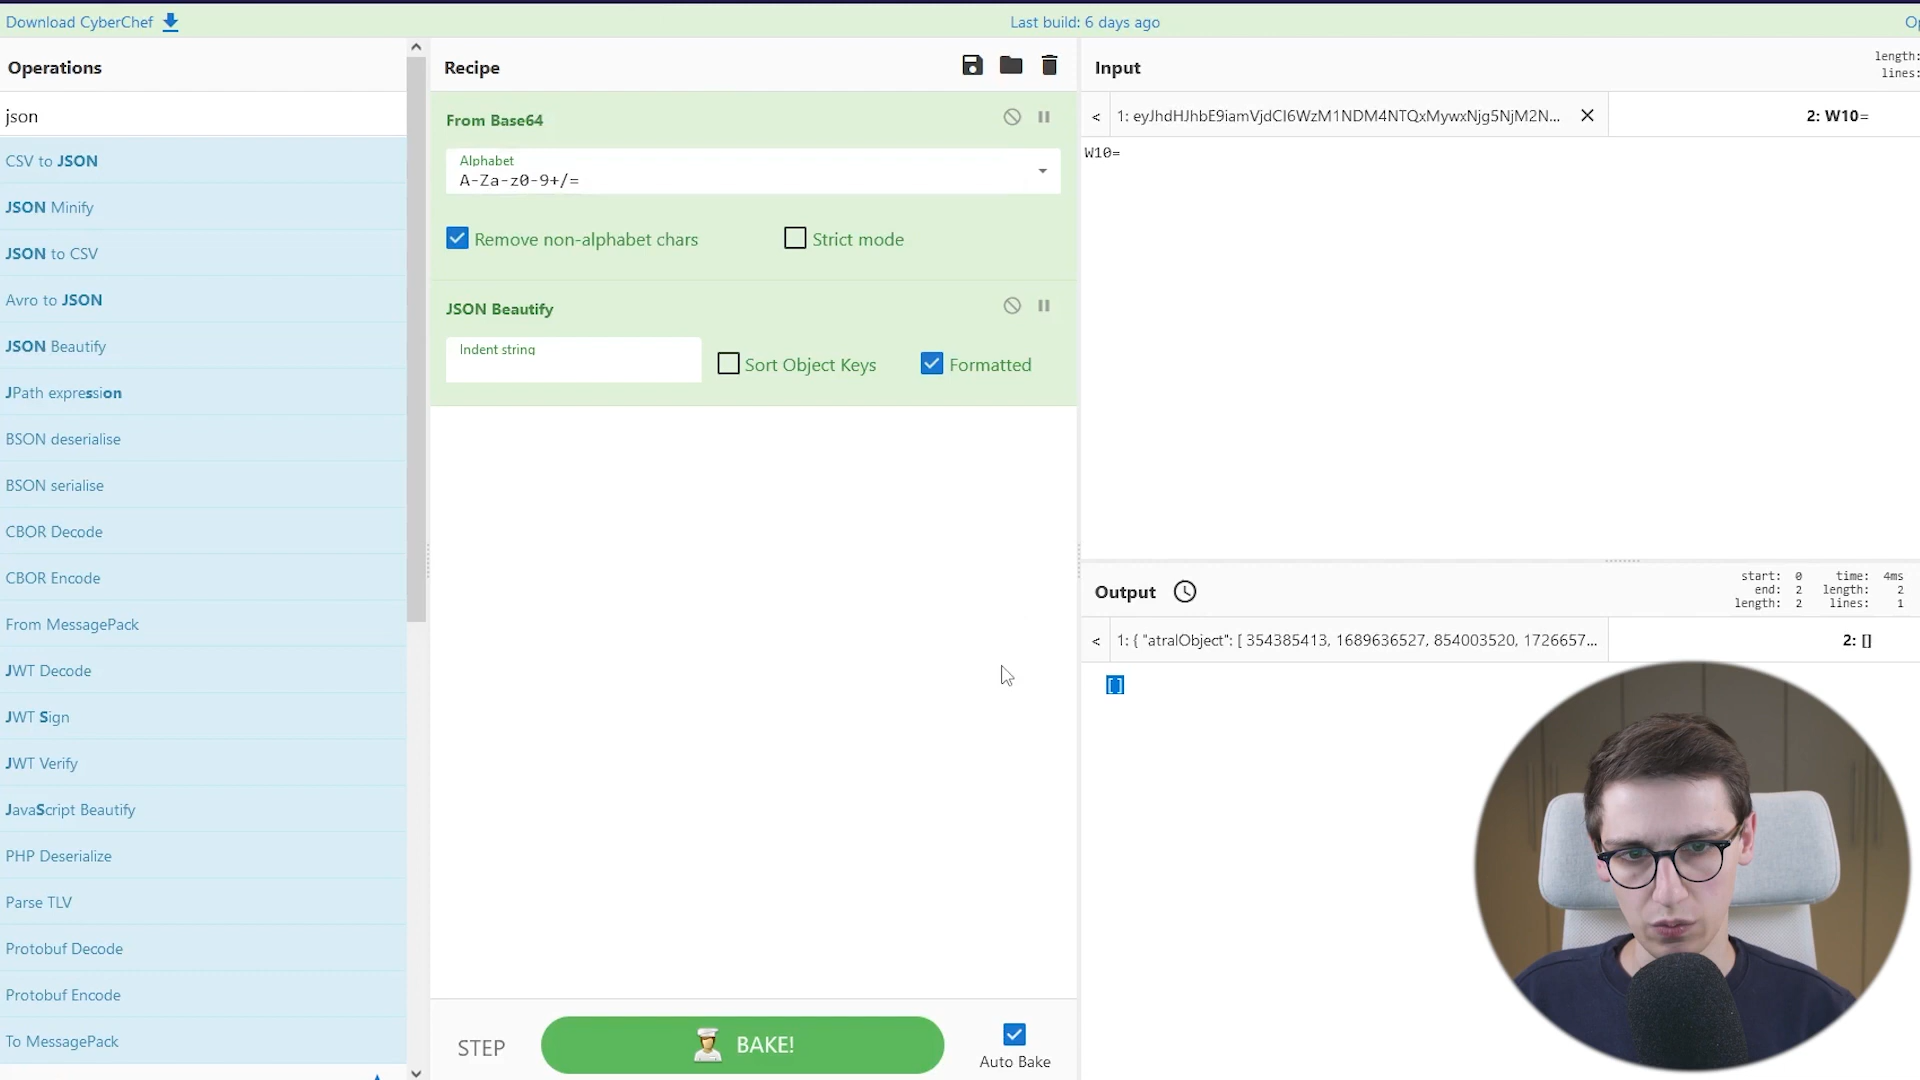 Download CyberChef
Last build: 6 days ago
Operations
json
CSV to JSON
JSON Minify
JSON to CSV
Avro to JSON
JSON Beautify
JPath expression
BSON deserialise
BSON serialise
CBOR Decode
CBOR Encode
From MessagePack
JWT Decode
JWT Sign
JWT Verify
JavaScript Beautify
PHP Deserialize
Parse TLV
Protobuf Decode
Protobuf Encode
To MessagePack
Recipe
From Base64
Alphabet
A-Za-z0-9+/=
Remove non-alphabet chars
Strict mode
JSON Beautify
Indent string
Sort Object Keys
Formatted
STEP
BAKE!
Auto Bake
Input
length:
lines:
< 1: eyJhdHJhbE9iamVjdCI6WzM1NDM4NTQxMywxNjg5NjM2N...
2: W10=
W10=
Output
start: 0 time: 4ms
end: 2 length: 2
length: 2 lines: 1
< 1: { "atralObject": [ 354385413, 1689636527, 854003520, 1726657...
2: []
[]